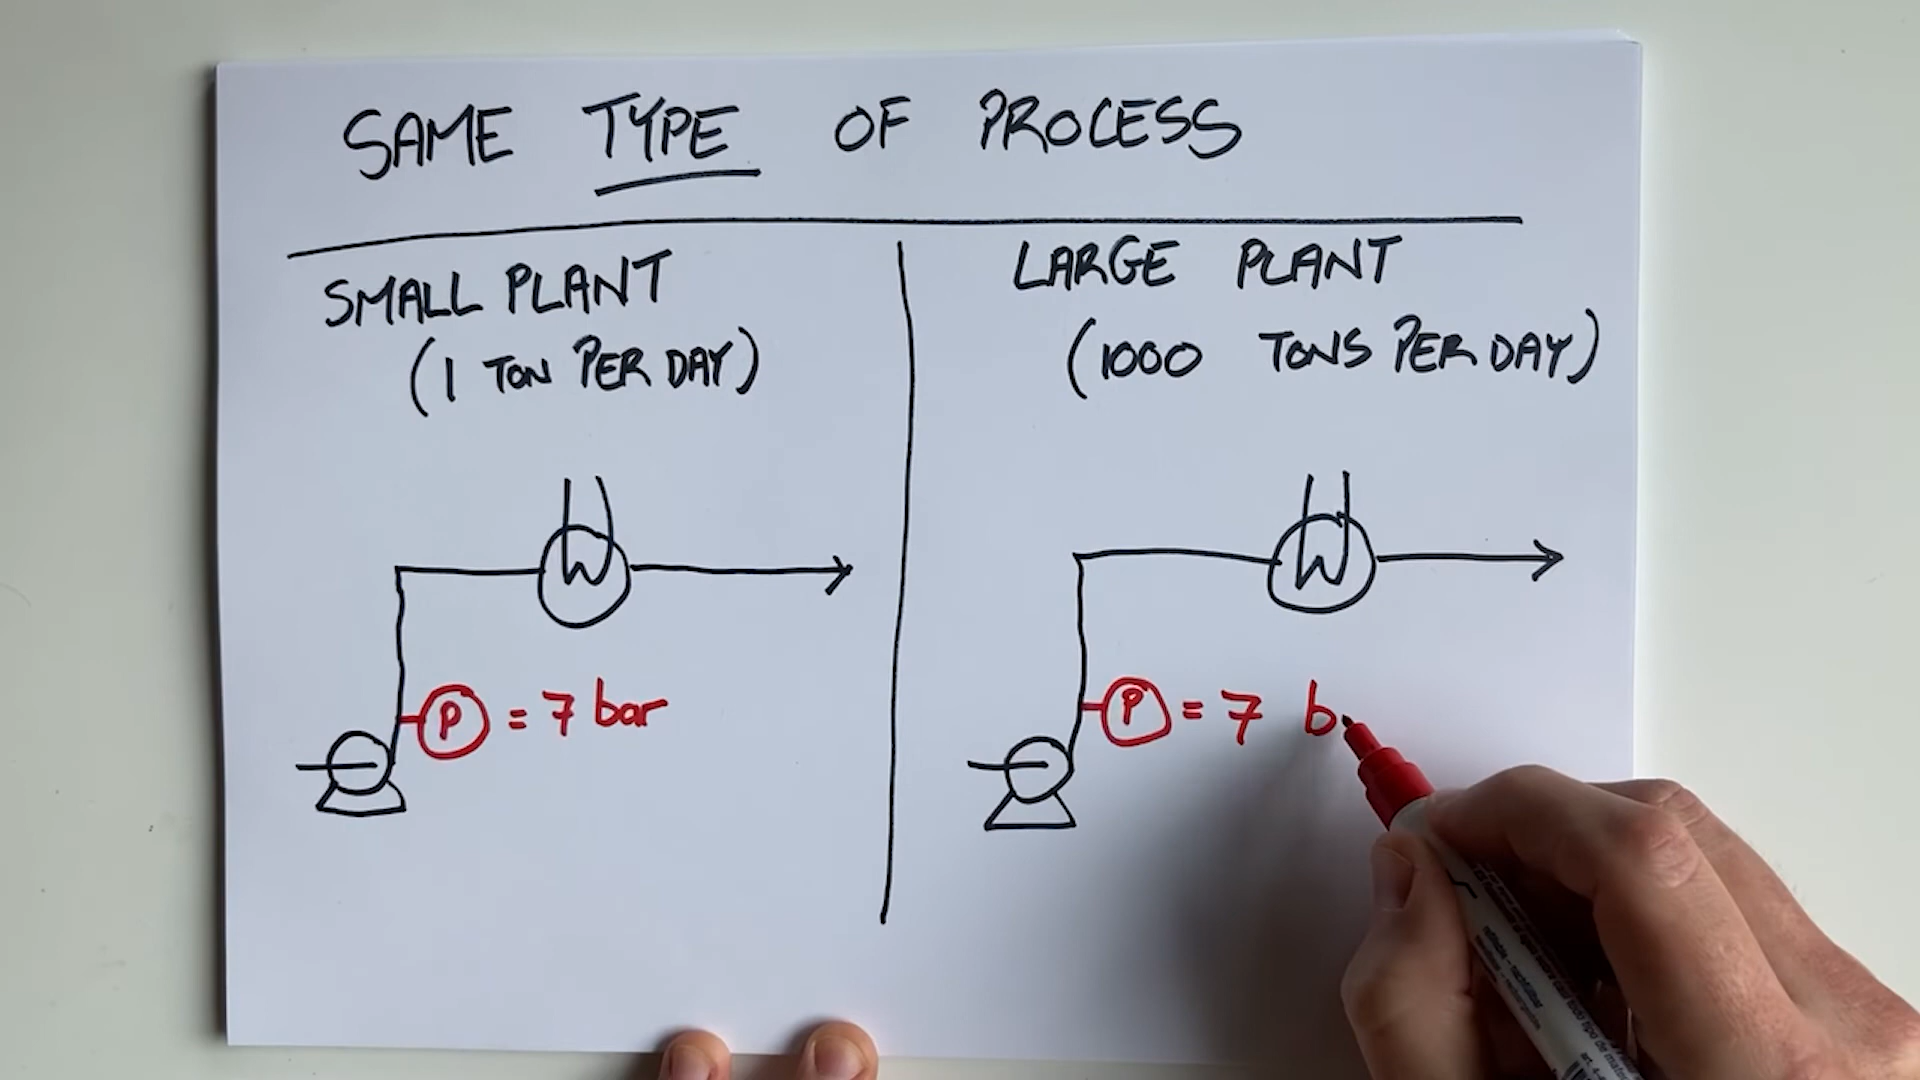 SAME TYPE OF PROCESS
SMALL PLANT
(1 TON PER DAY)
LARGE PLANT
(1000 TONS PER DAY)
W
P = 7 bar
W
P = 7 b